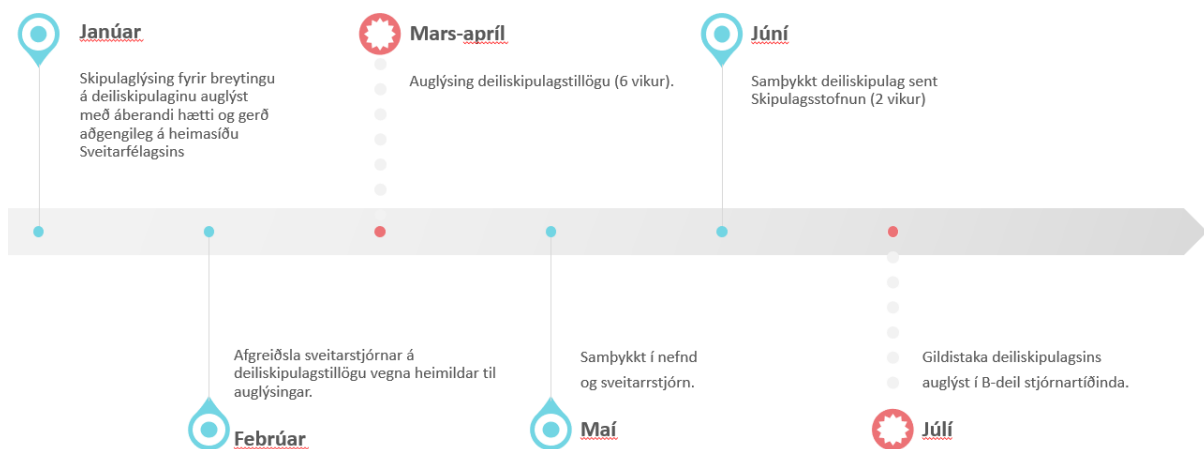 Janúar
Skipulaglýsing fyrir breytingu
á deiliskipulaginu auglýst
með áberandi hætti og gerð
aðgengileg á heimasíðu
Sveitarfélagsins
Mars-apríl
Auglýsing deiliskipulagstillögu (6 vikur).
Júní
Samþykkt deiliskipulag sent
Skipulagsstofnun (2 vikur)
Afgreiðsla sveitarstjórnar á
deiliskipulagstillögu vegna heimildar til
auglýsingar.
Febrúar
Samþykkt í nefnd
og sveitarrstjórn.
Maí
Gildistaka deiliskipulagsins
auglýst í B-deil stjórnartíðinda.
Júlí